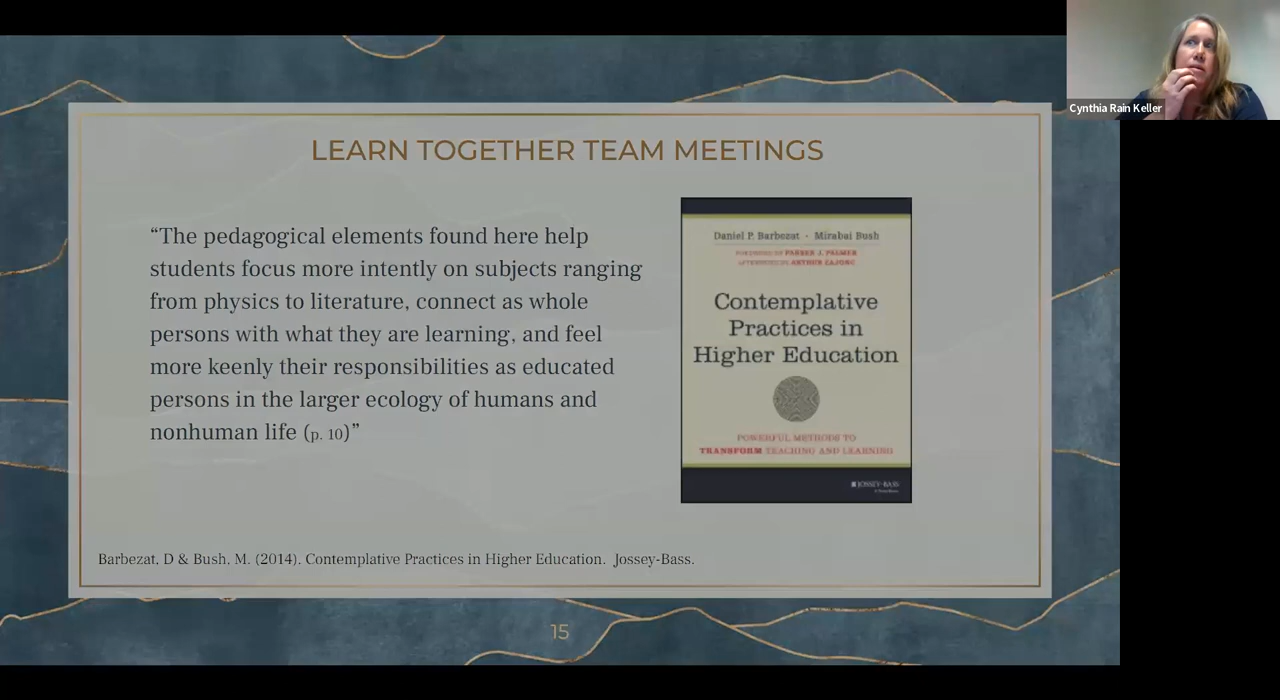 Cynthia Rain Keller
LEARN TOGETHER TEAM MEETINGS
“The pedagogical elements found here help
students focus more intently on subjects ranging
from physics to literature, connect as whole
persons with what they are learning, and feel
more keenly their responsibilities as educated
persons in the larger ecology of humans and
nonhuman life (p. 10)”
Daniel P. Barbezat · Mirabai Bush
FOREWORD BY PARKER J. PALMER
AFTERWORD BY ARTHUR ZAJONC
Contemplative
Practices in
Higher Education
POWERFUL METHODS TO
TRANSFORM TEACHING AND LEARNING
JOSSEY-BASS
Barbezat, D & Bush, M. (2014). Contemplative Practices in Higher Education. Jossey-Bass.
15